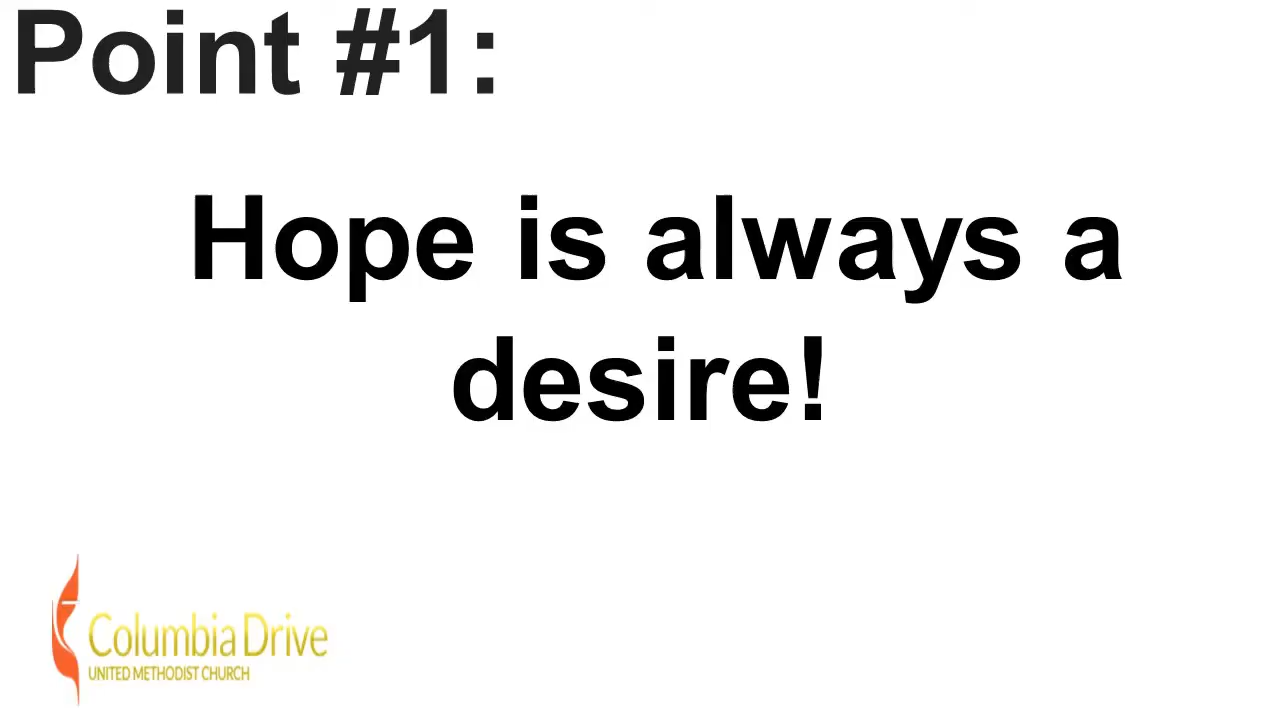 Point #1:
Hope is always a
desire!
Columbia Drive
UNITED METHODIST CHURCH